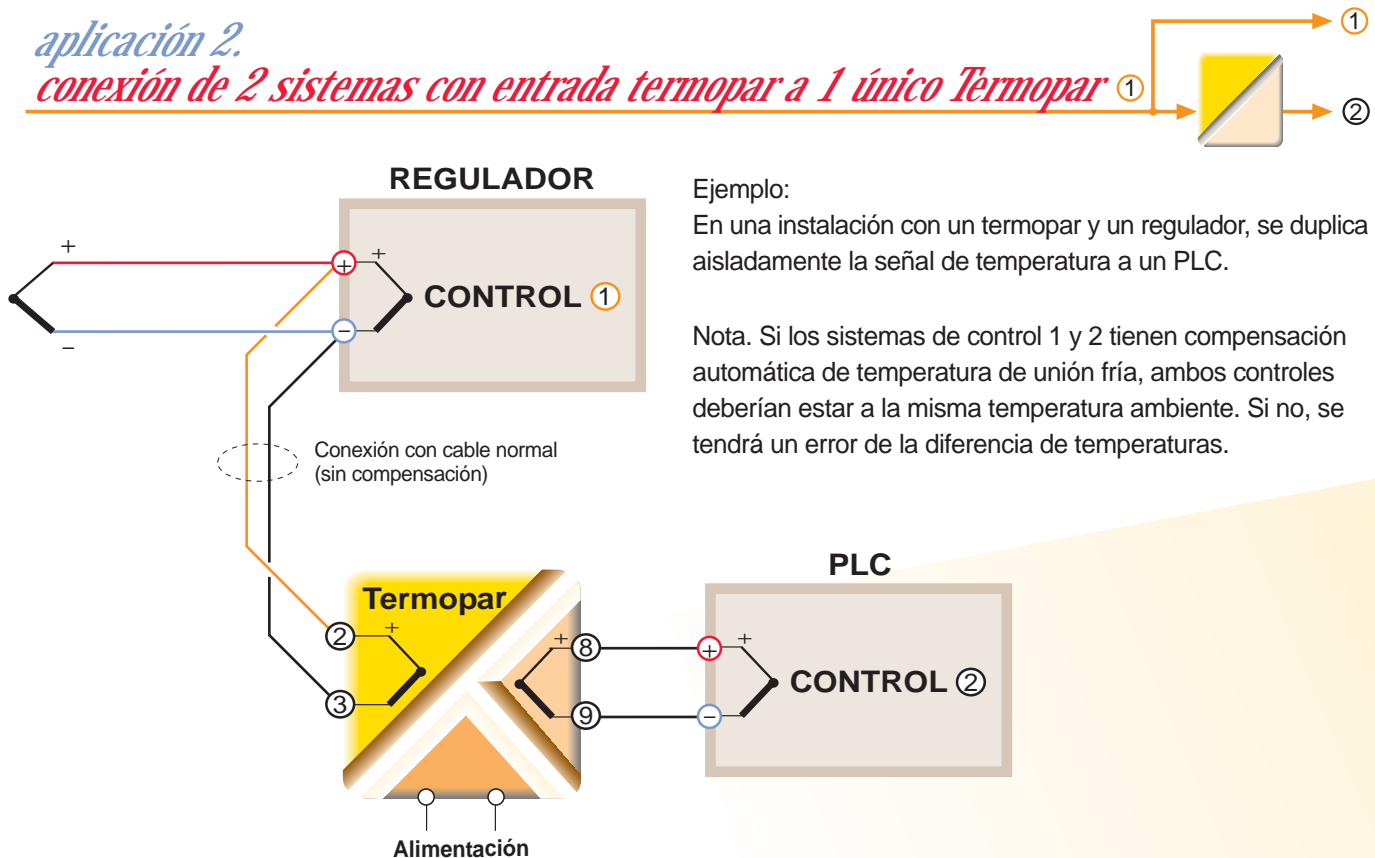 aplicación 2.
conexión de 2 sistemas con entrada termopar a 1 único Termopar ①
①
②
REGULADOR
+
+
+
CONTROL ①
−
−
Ejemplo:
En una instalación con un termopar y un regulador, se duplica
aisladamente la señal de temperatura a un PLC.
Nota. Si los sistemas de control 1 y 2 tienen compensación
automática de temperatura de unión fría, ambos controles
deberían estar a la misma temperatura ambiente. Si no, se
tendrá un error de la diferencia de temperaturas.
Conexión con cable normal
(sin compensación)
Termopar
②
+
③
+
⑧
⑨
PLC
+
+
CONTROL ②
−
Alimentación